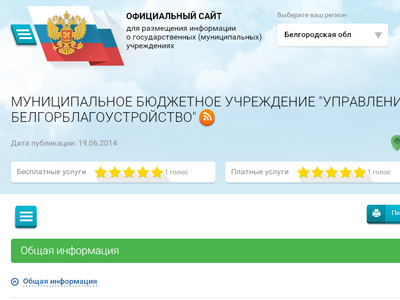 ОФИЦИАЛЬНЫЙ САЙТ
для размещения информации
о государственных (муниципальных)
учреждениях
Выберите ваш регион
Белгородская обл
МУНИЦИПАЛЬНОЕ БЮДЖЕТНОЕ УЧРЕЖДЕНИЕ "УПРАВЛЕНИ
БЕЛГОРБЛАГОУСТРОЙСТВО"
Дата публикации: 19.06.2014
Бесплатные услуги 1 голос
Платные услуги 1 голос
Пе
Общая информация
Общая информация